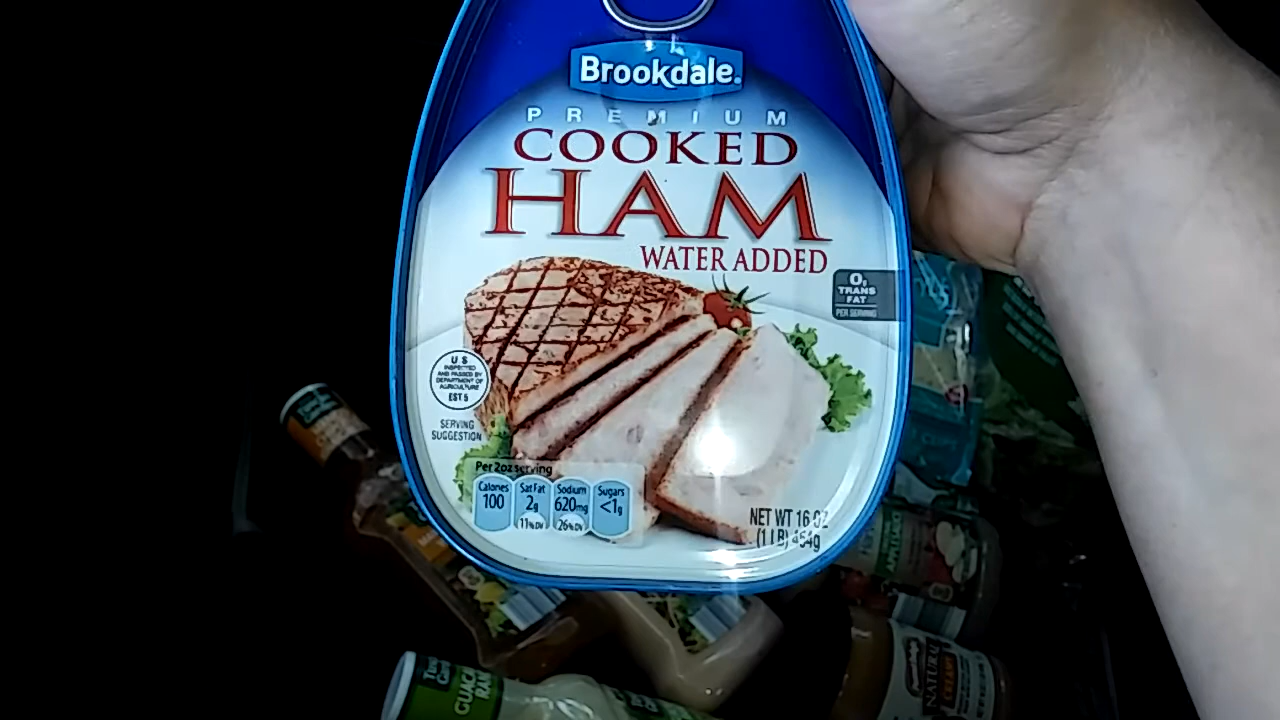 Brookdale.
PREMIUM
COOKED
HAM
WATER ADDED
0g
TRANS
FAT
PER SERVING
U.S.
INSPECTED
AND PASSED BY
DEPARTMENT OF
AGRICULTURE
EST 5
SERVING
SUGGESTION
Per 2oz serving
Calories
100
Sat Fat
2g
11% DV
Sodium
620mg
26% DV
Sugars
<1g
NET WT 16 OZ
(1 LB) 454g
NATURAL
CREAMY